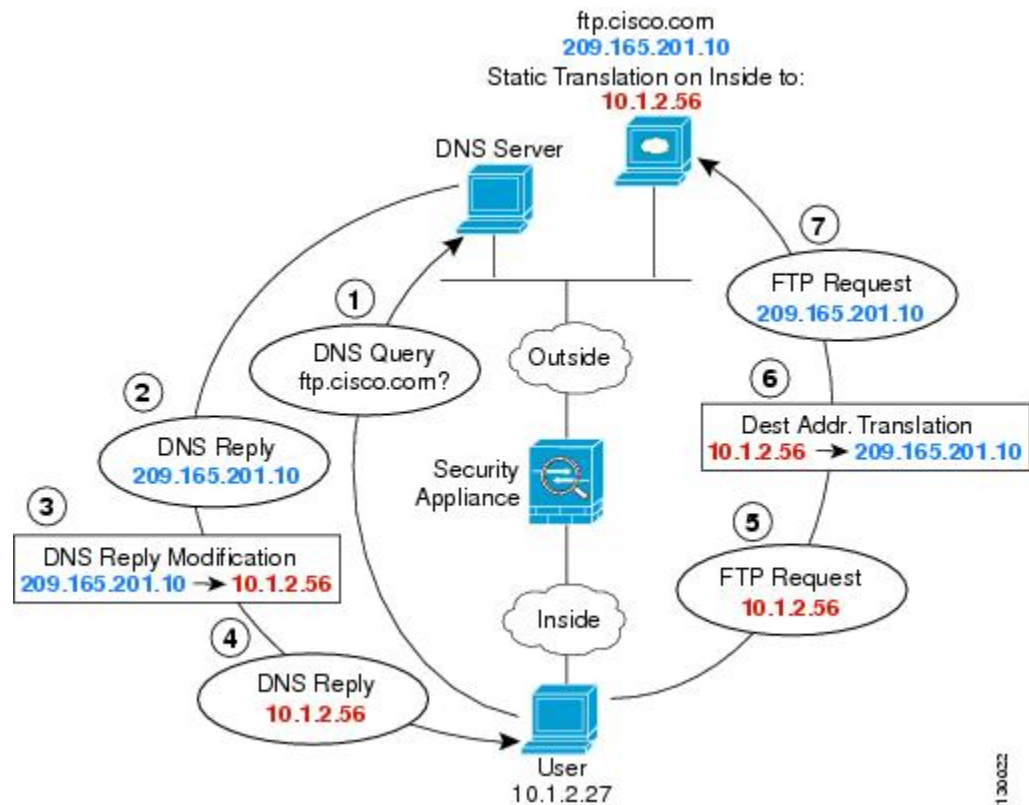 ftp.cisco.com
209.165.201.10
Static Translation on Inside to:
10.1.2.56
DNS Server
7
FTP Request
209.165.201.10
1
DNS Query
ftp.cisco.com?
Outside
2
DNS Reply
209.165.201.10
6
Dest Addr. Translation
10.1.2.56 → 209.165.201.10
Security
Appliance
3
DNS Reply Modification
209.165.201.10 → 10.1.2.56
5
FTP Request
10.1.2.56
Inside
4
DNS Reply
10.1.2.56
User
10.1.2.27
130022